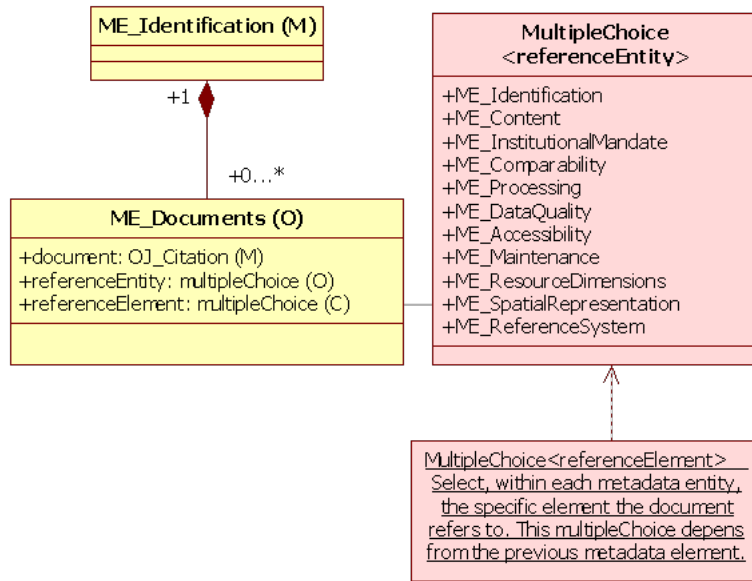 ME_Identification (M)
+1
+0...*
ME_Documents (O)
+document: OJ_Citation (M)
+referenceEntity: multipleChoice (O)
+referenceElement: multipleChoice (C)
MultipleChoice
<referenceEntity>
+ME_Identification
+ME_Content
+ME_InstitutionalMandate
+ME_Comparability
+ME_Processing
+ME_DataQuality
+ME_Accessibility
+ME_Maintenance
+ME_ResourceDimensions
+ME_SpatialRepresentation
+ME_ReferenceSystem
MultipleChoice<referenceElement>
Select, within each metadata entity,
the specific element the document
refers to. This multipleChoice depens
from the previous metadata element.